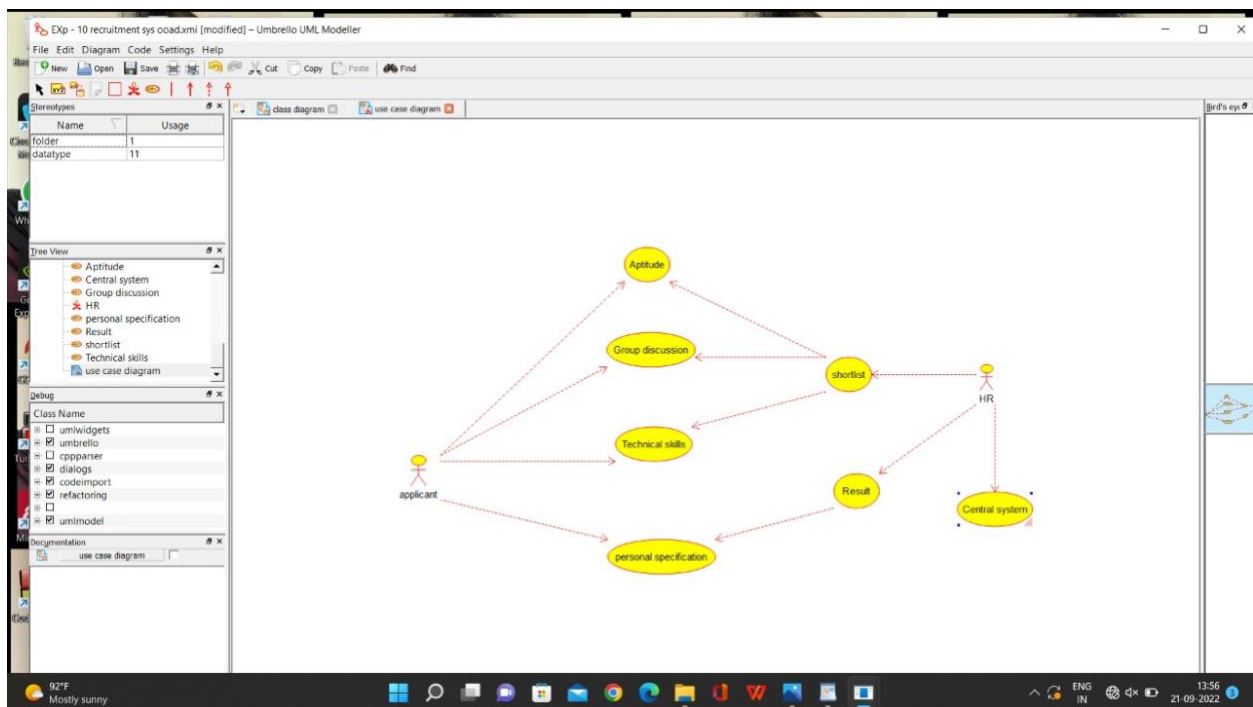 EXp - 10 recruitment sys ooad.xmi [modified] – Umbrello UML Modeller
File Edit Diagram Code Settings Help
New Open Save Cut Copy Paste Find
Stereotypes
Name Usage
folder 1
datatype 11
Tree View
Aptitude
Central system
Group discussion
HR
personal specification
Result
shortlist
Technical skills
use case diagram
Debug
Class Name
umlwidgets
umbrello
cppparser
dialogs
codeimport
refactoring
umlmodel
Documentation
use case diagram
class diagram use case diagram
Aptitude
Group discussion
shortlist
HR
Technical skills
applicant
Result
Central system
personal specification
Bird's eye
92°F
Mostly sunny
ENG
IN
13:56
21-09-2022
3